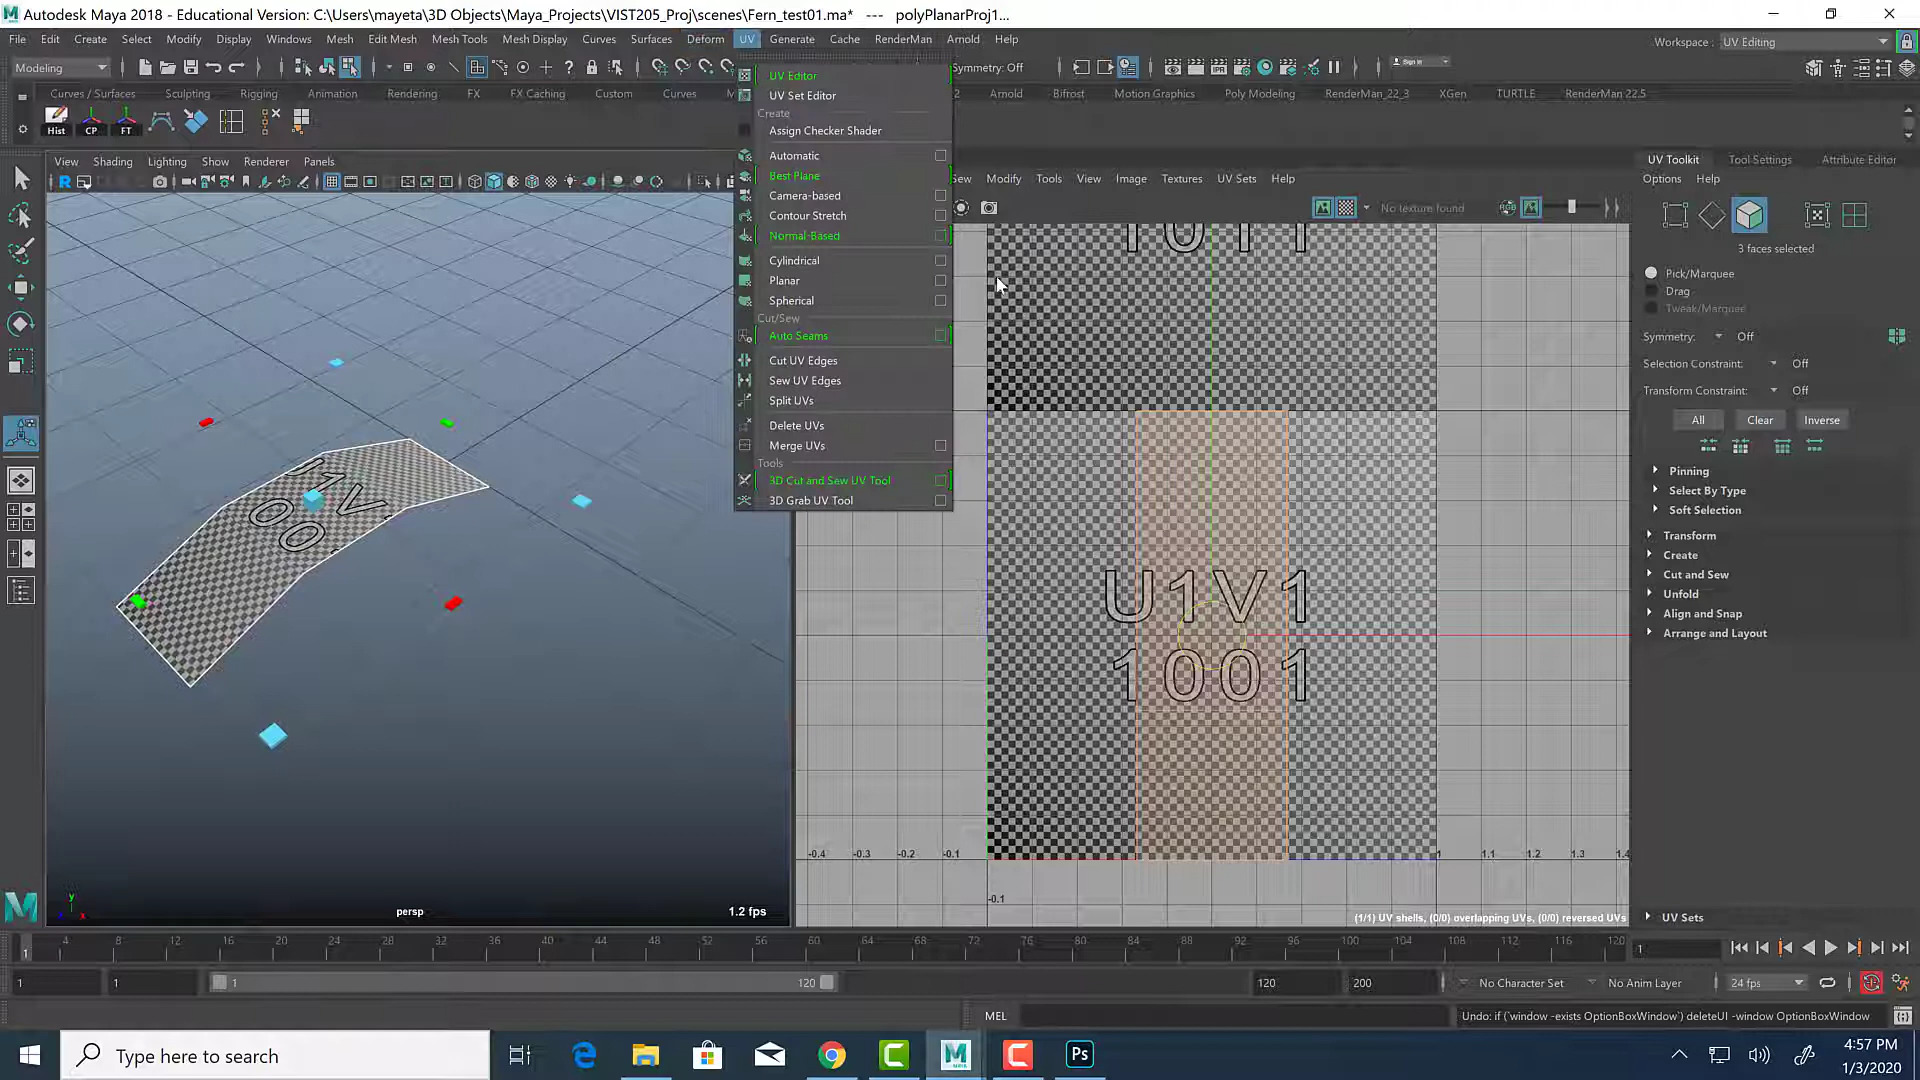 Autodesk Maya 2018 - Educational Version: C:\Users\mayeta\3D Objects\Maya_Projects\VIST205_Proj\scenes\Fern_test01.ma* --- polyPlanarProj1...
File Edit Create Select Modify Display Windows Mesh Edit Mesh Mesh Tools Mesh Display Curves Surfaces Deform UV Generate Cache RenderMan Arnold Help
Workspace : UV Editing
Modeling
Symmetry: Off
Sign in
Curves / Surfaces Sculpting Rigging Animation Rendering FX FX Caching Custom Curves
2 Arnold Bifrost Motion Graphics Poly Modeling RenderMan_22_3 XGen TURTLE RenderMan 22.5
Hist CP FT
View Shading Lighting Show Renderer Panels
UV Editor
UV Set Editor
Create
Assign Checker Shader
Automatic
Best Plane
Camera-based
Contour Stretch
Normal-Based
Cylindrical
Planar
Spherical
Cut/Sew
Auto Seams
Cut UV Edges
Sew UV Edges
Split UVs
Delete UVs
Merge UVs
Tools
3D Cut and Sew UV Tool
3D Grab UV Tool
Modify Tools View Image Textures UV Sets Help
No texture found
U1V1
1001
-0.4 -0.3 -0.2 -0.1 1 1.1 1.2 1.3 1.4
-0.1
(1/1) UV shells, (0/0) overlapping UVs, (0/0) reversed UVs
persp
1.2 fps
UV Toolkit Tool Settings Attribute Editor
Options Help
3 faces selected
Pick/Marquee
Drag
Tweak/Marquee
Symmetry: Off
Selection Constraint: Off
Transform Constraint: Off
All Clear Inverse
Pinning
Select By Type
Soft Selection
Transform
Create
Cut and Sew
Unfold
Align and Snap
Arrange and Layout
UV Sets
4 8 12 16 20 24 28 32 36 40 44 48 52 56 60 64 68 72 76 80 84 88 92 96 100 104 108 112 116 120
1
1
1 1 1 120 120 200 No Character Set No Anim Layer 24 fps
MEL
Undo: if (`window -exists OptionBoxWindow`) deleteUI -window OptionBoxWindow
Type here to search
Ps
4:57 PM
1/3/2020